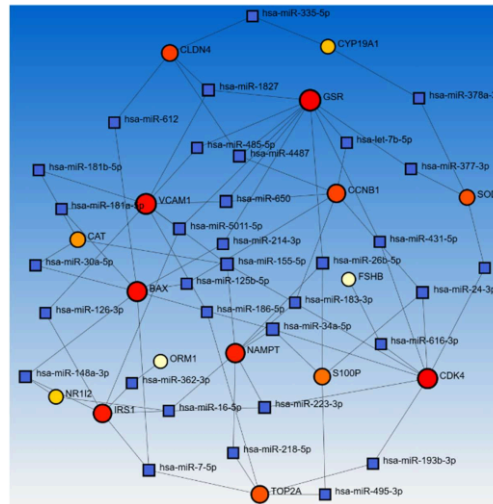 hsa-miR-335-5p
CYP19A1
CLDN4
hsa-miR-1827
GSR
hsa-miR-378a-
hsa-miR-612
hsa-miR-485-5p
hsa-let-7b-5p
hsa-miR-4487
hsa-miR-181b-5p
hsa-miR-377-3p
CCNB1
VCAM1
hsa-miR-650
hsa-miR-181a-5p
hsa-miR-5011-5p
CAT
hsa-miR-214-3p
hsa-miR-431-5p
hsa-miR-30a-5p
hsa-miR-155-5p
hsa-miR-26b-5p
FSHB
BAX
hsa-miR-125b-5p
hsa-miR-24-3
hsa-miR-183-3p
hsa-miR-126-3p
hsa-miR-186-5p
hsa-miR-34a-5p
hsa-miR-616-3p
NAMPT
ORM1
hsa-miR-148a-3p
hsa-miR-362-3p
S100P
CDK4
NR1I2
IRS1
hsa-miR-16-5p
hsa-miR-223-3p
hsa-miR-218-5p
hsa-miR-193b-3p
hsa-miR-7-5p
TOP2A
hsa-miR-495-3p